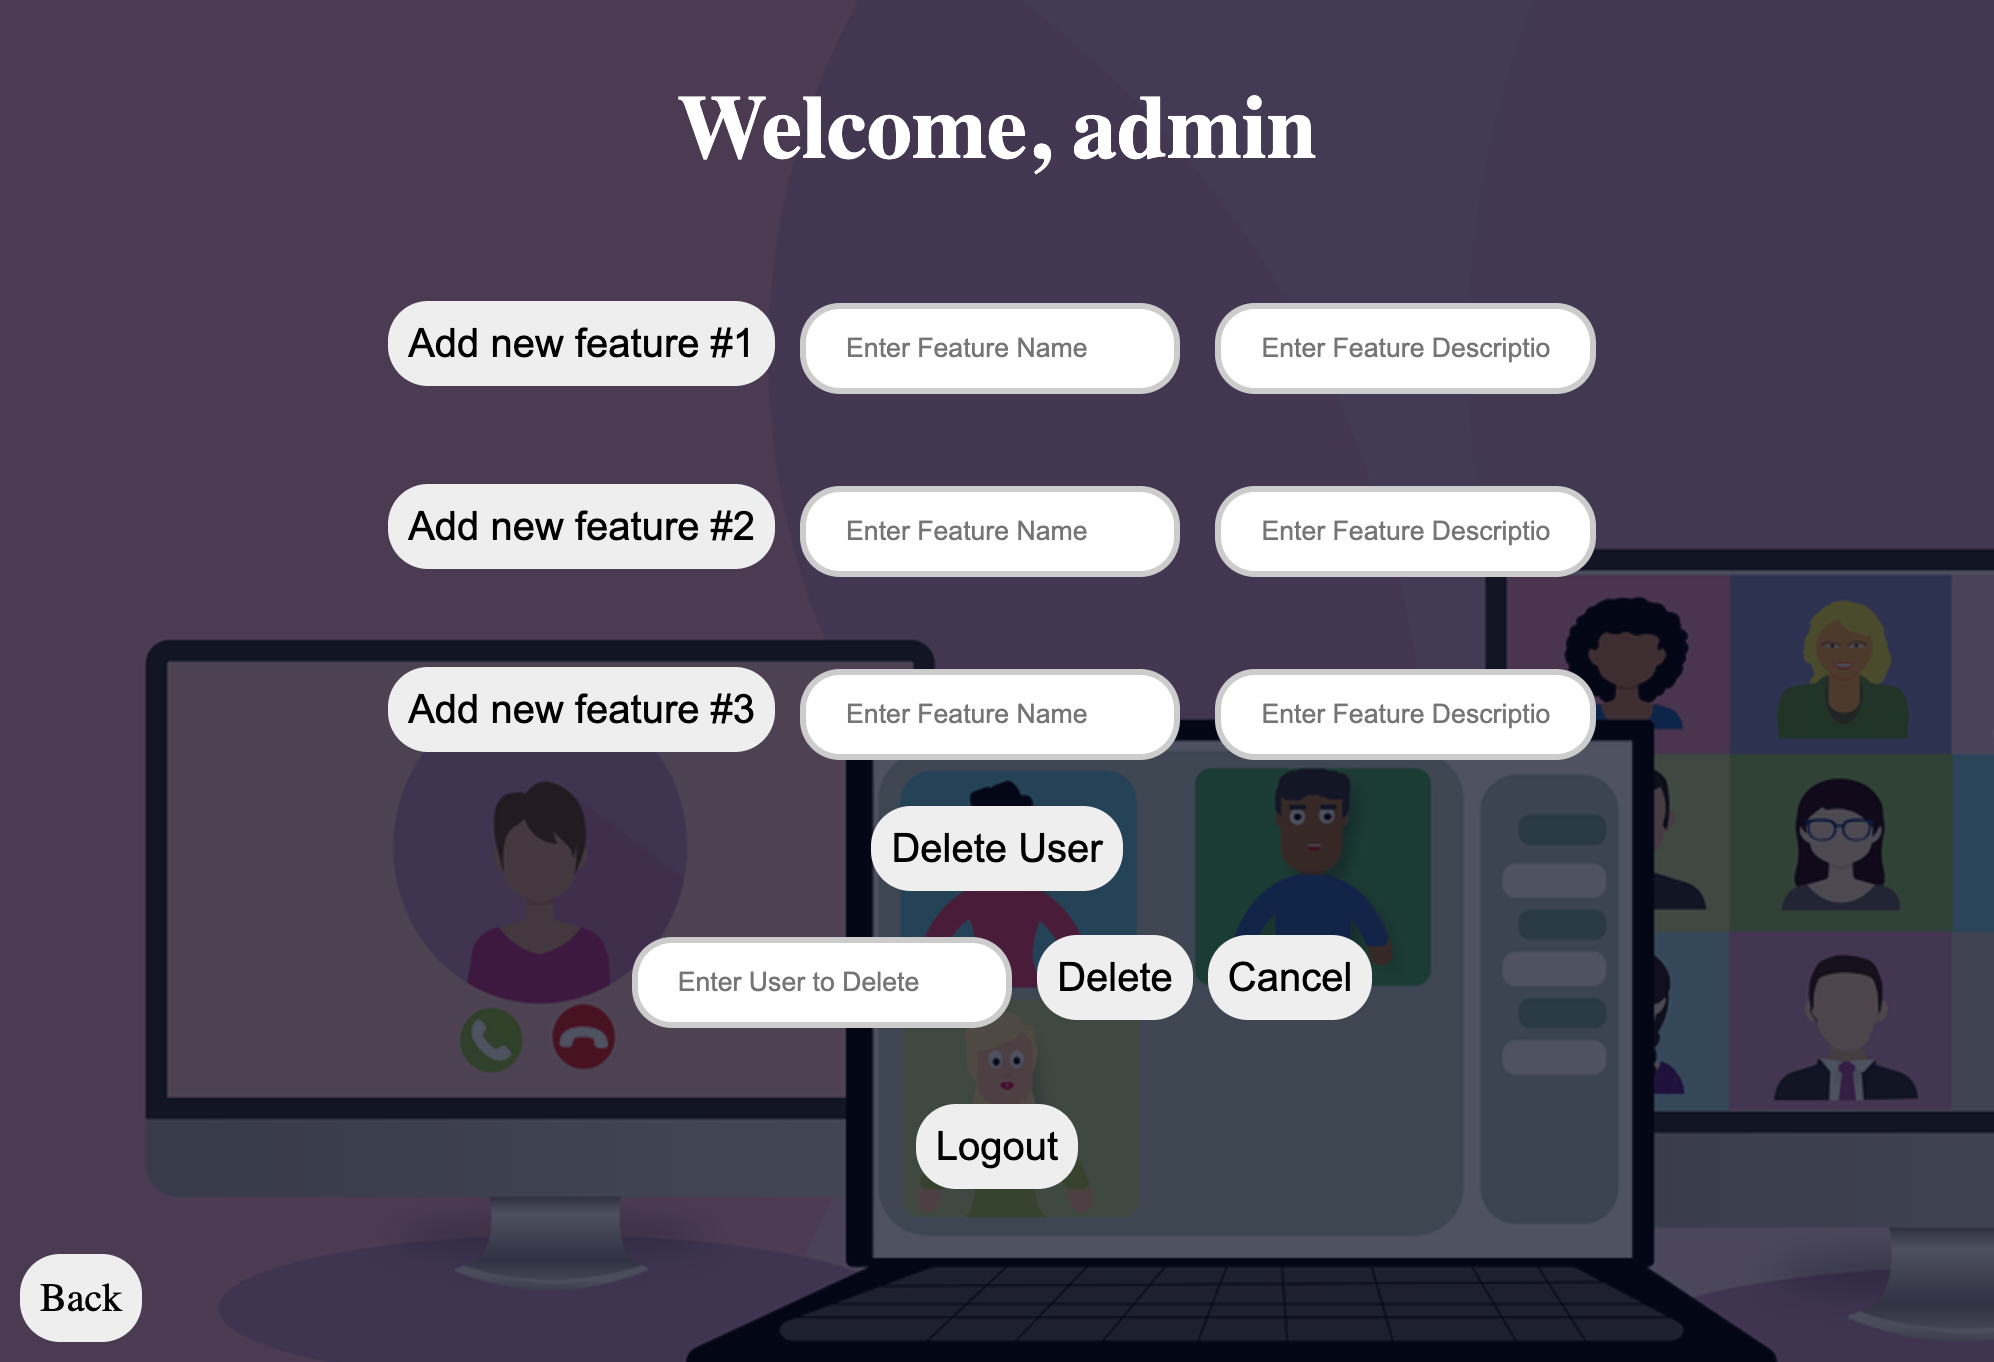 Welcome, admin
Add new feature #1 Enter Feature Name Enter Feature Descriptio
Add new feature #2 Enter Feature Name Enter Feature Descriptio
Add new feature #3 Enter Feature Name Enter Feature Descriptio
Delete User
Enter User to Delete Delete Cancel
Logout
Back